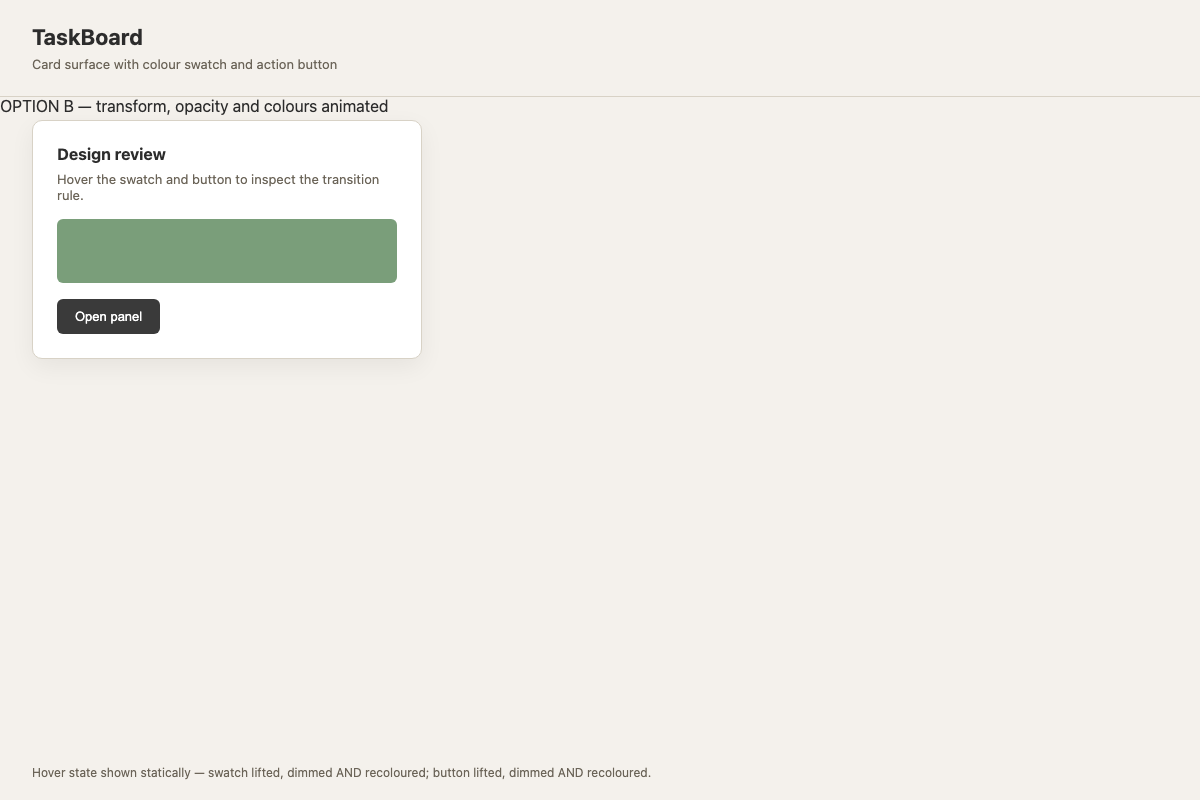 TaskBoard
Card surface with colour swatch and action button
OPTION B — transform, opacity and colours animated
Design review
Hover the swatch and button to inspect the transition
rule.
Open panel
Hover state shown statically — swatch lifted, dimmed AND recoloured; button lifted, dimmed AND recoloured.